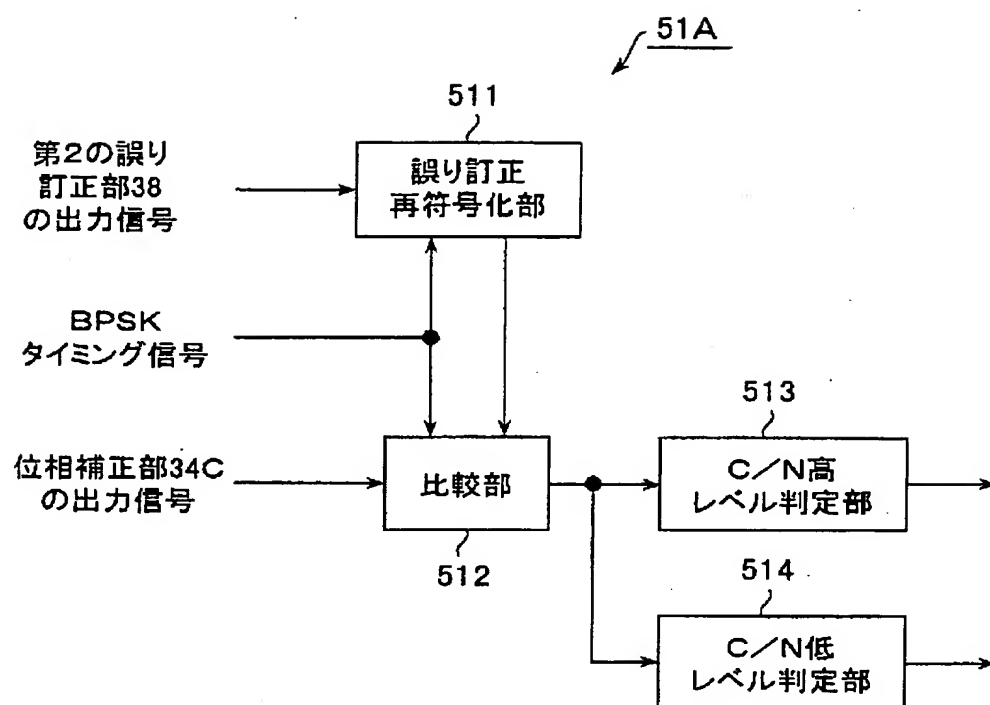 51A
511
第2の誤り
訂正部38
の出力信号
誤り訂正
再符号化部
BPSK
タイミング信号
513
位相補正部34C
の出力信号
比較部
C／N高
レベル判定部
512
514
C／N低
レベル判定部